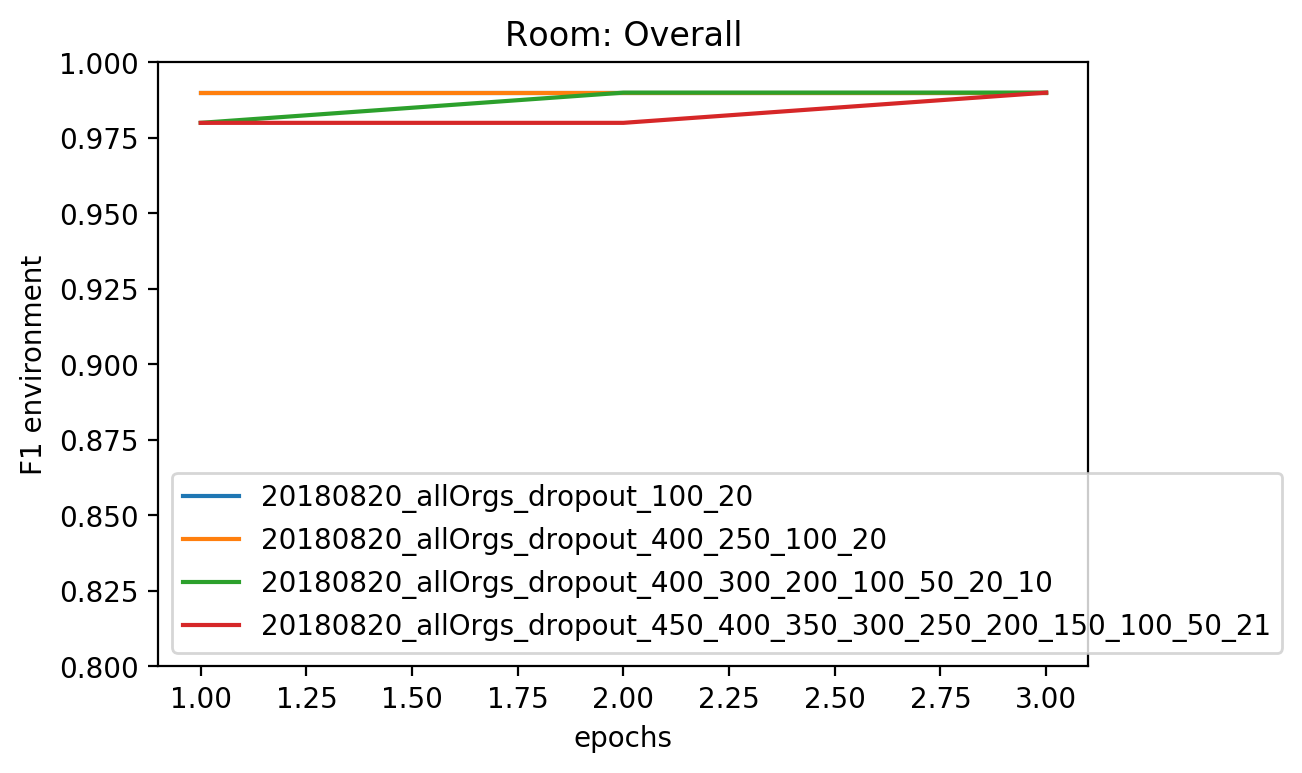 Room: Overall
1.000
0.975
0.950
0.925
0.900
0.875
0.850
0.825
0.800
F1 environment
20180820_allOrgs_dropout_100_20
20180820_allOrgs_dropout_400_250_100_20
20180820_allOrgs_dropout_400_300_200_100_50_20_10
20180820_allOrgs_dropout_450_400_350_300_250_200_150_100_50_21
1.00 1.25 1.50 1.75 2.00 2.25 2.50 2.75 3.00
epochs